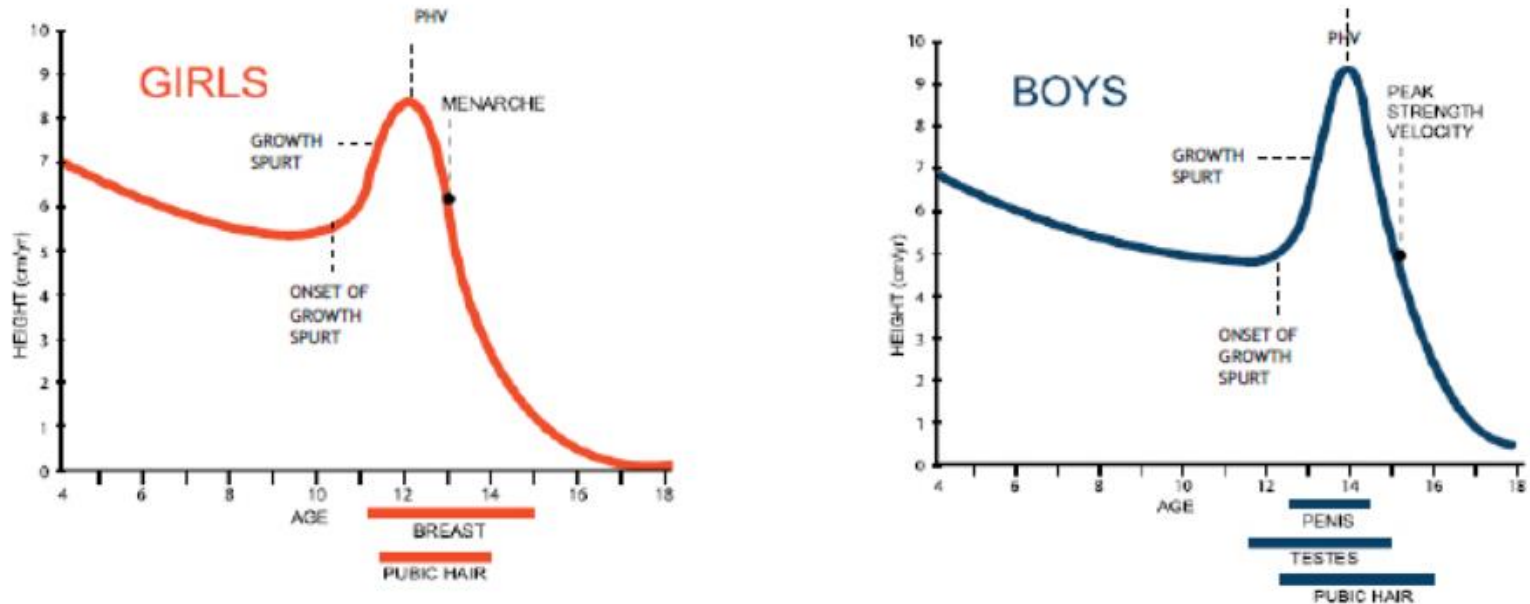 PHV
10
9
8
7
6
5
4
3
2
1
0
HEIGHT (cm/yr)
GIRLS
MENARCHE
GROWTH
SPURT
ONSET OF
GROWTH
SPURT
4 6 8 10 12 14 16 18
AGE
BREAST
PUBIC HAIR
PHV
10
9
8
7
6
5
4
3
2
1
0
HEIGHT (cm/yr)
BOYS
PEAK
STRENGTH
VELOCITY
GROWTH
SPURT
ONSET OF
GROWTH
SPURT
4 6 8 10 12 14 16 18
AGE
PENIS
TESTES
PUBIC HAIR